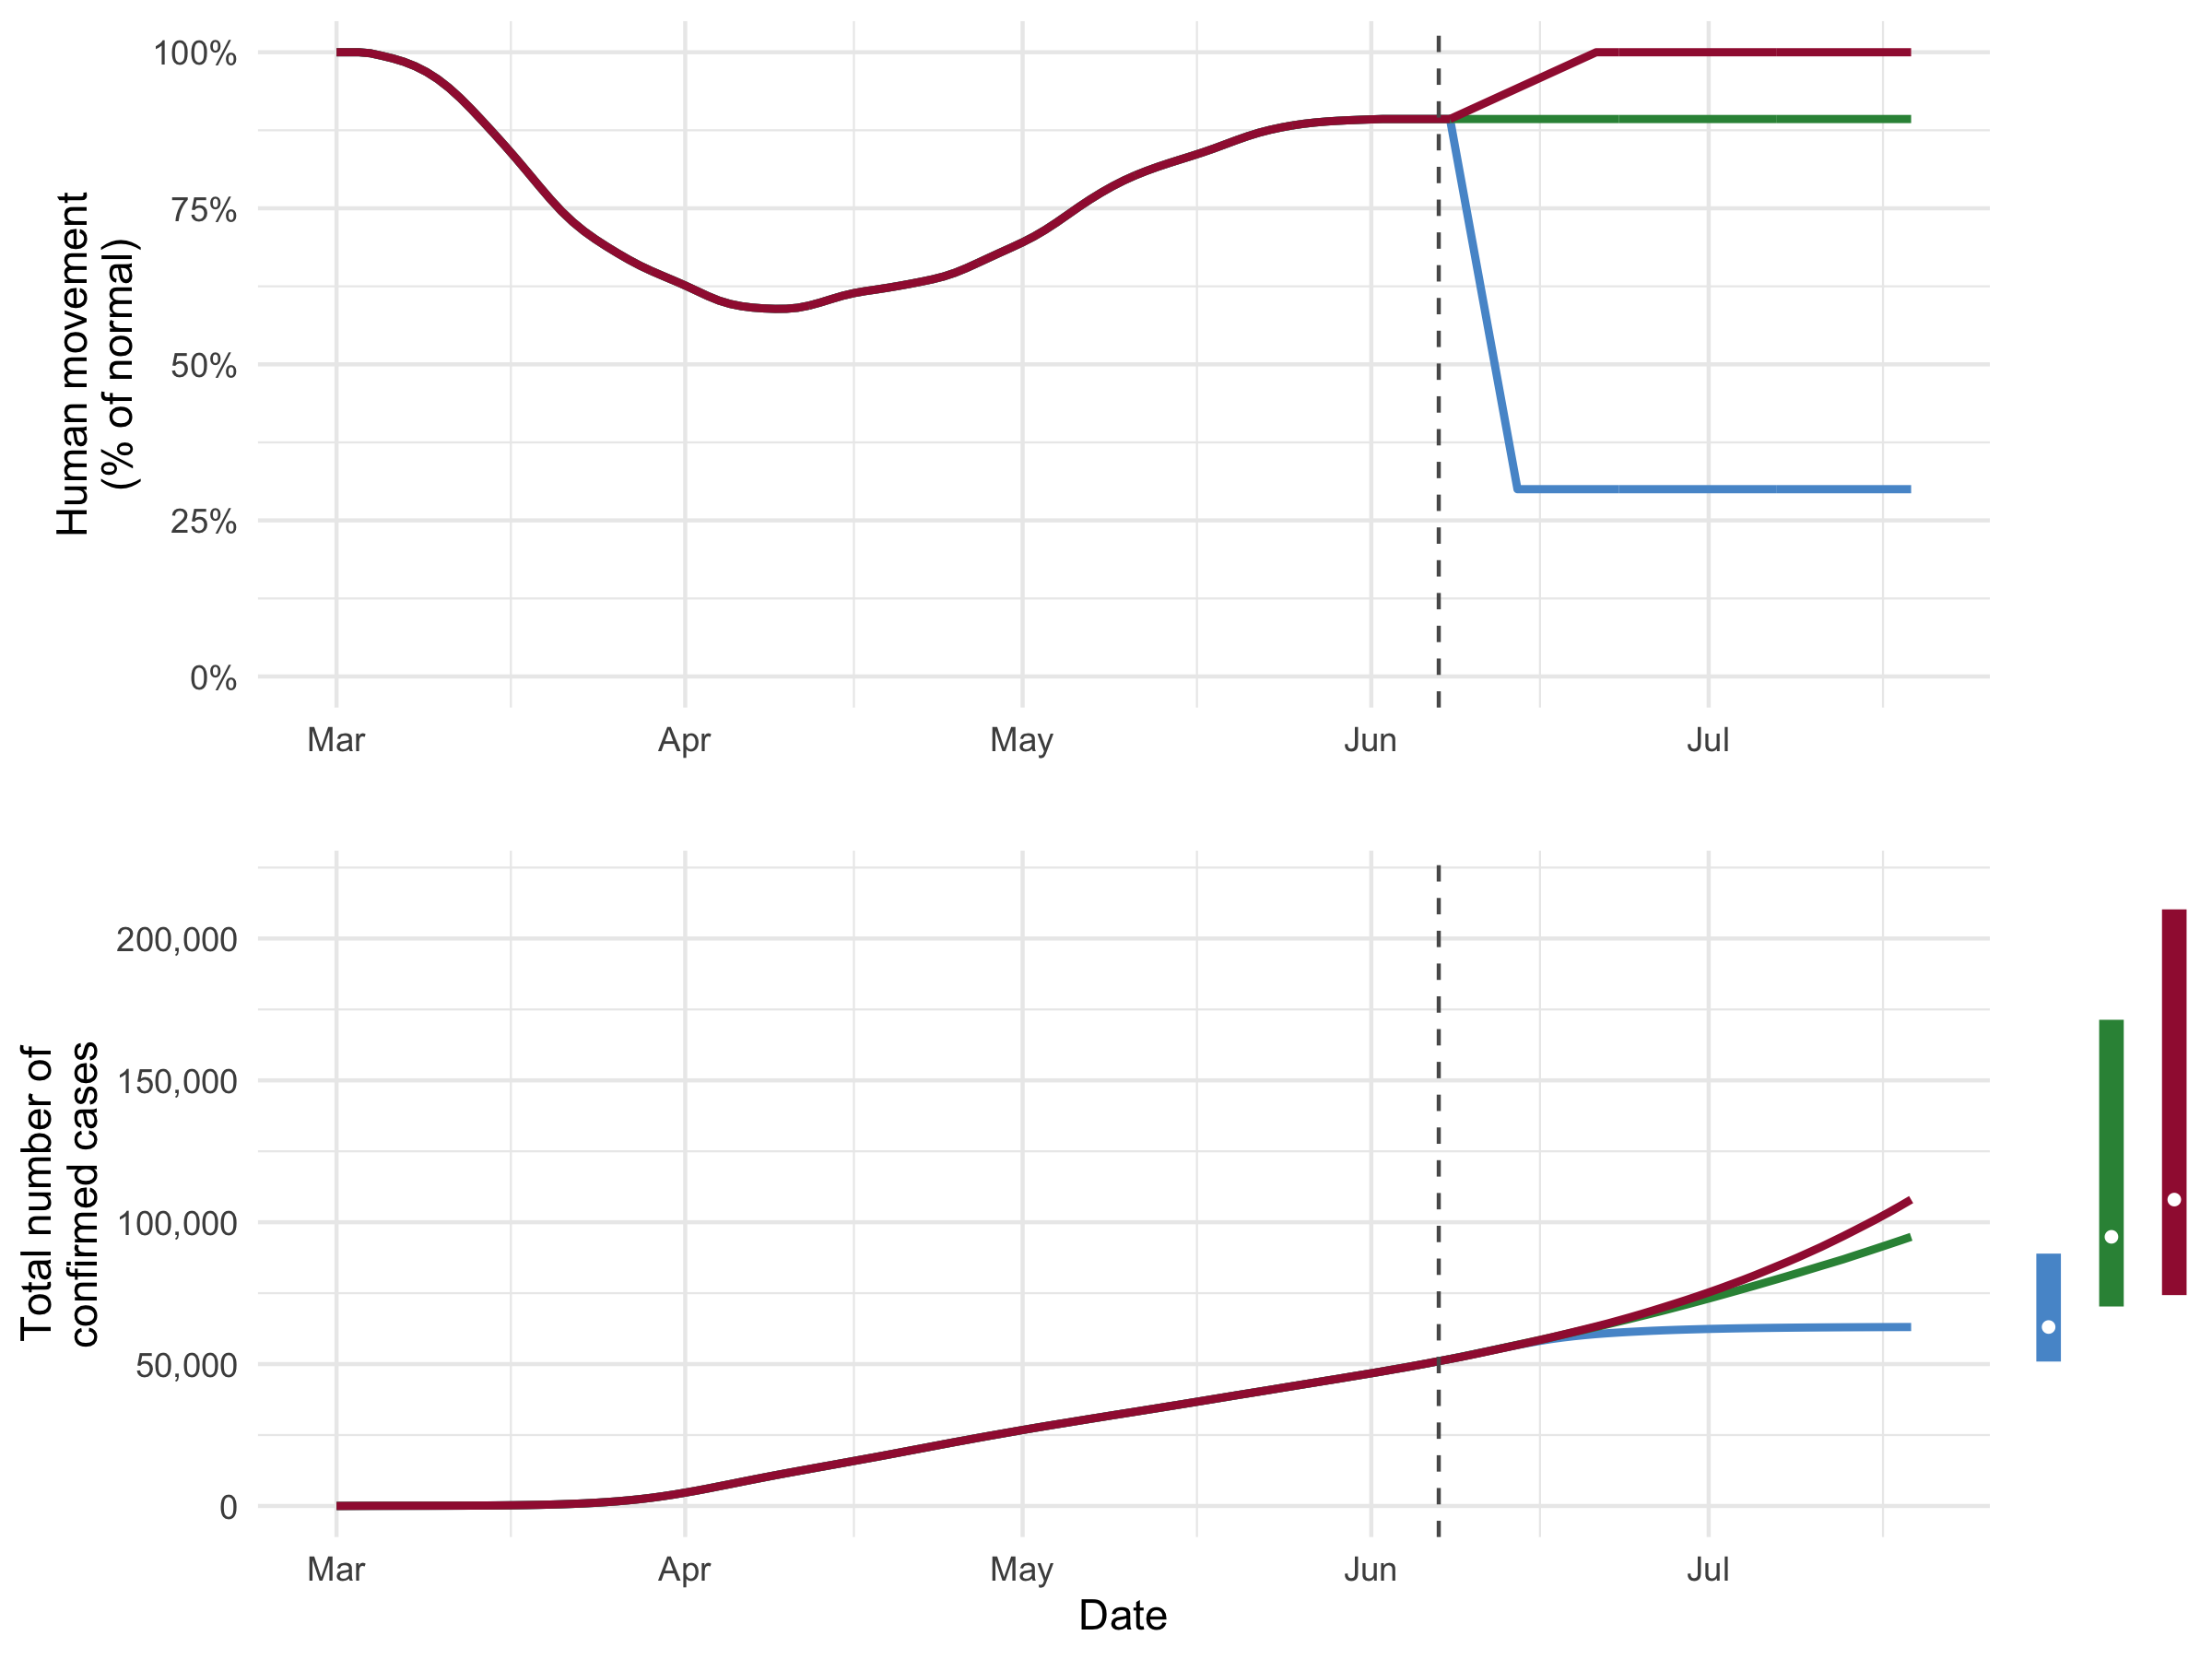 Human movement
(% of normal)
100%
75%
50%
25%
0%
Mar Apr May Jun Jul
Total number of
confirmed cases
200,000
150,000
100,000
50,000
0
Mar Apr May Jun Jul
Date